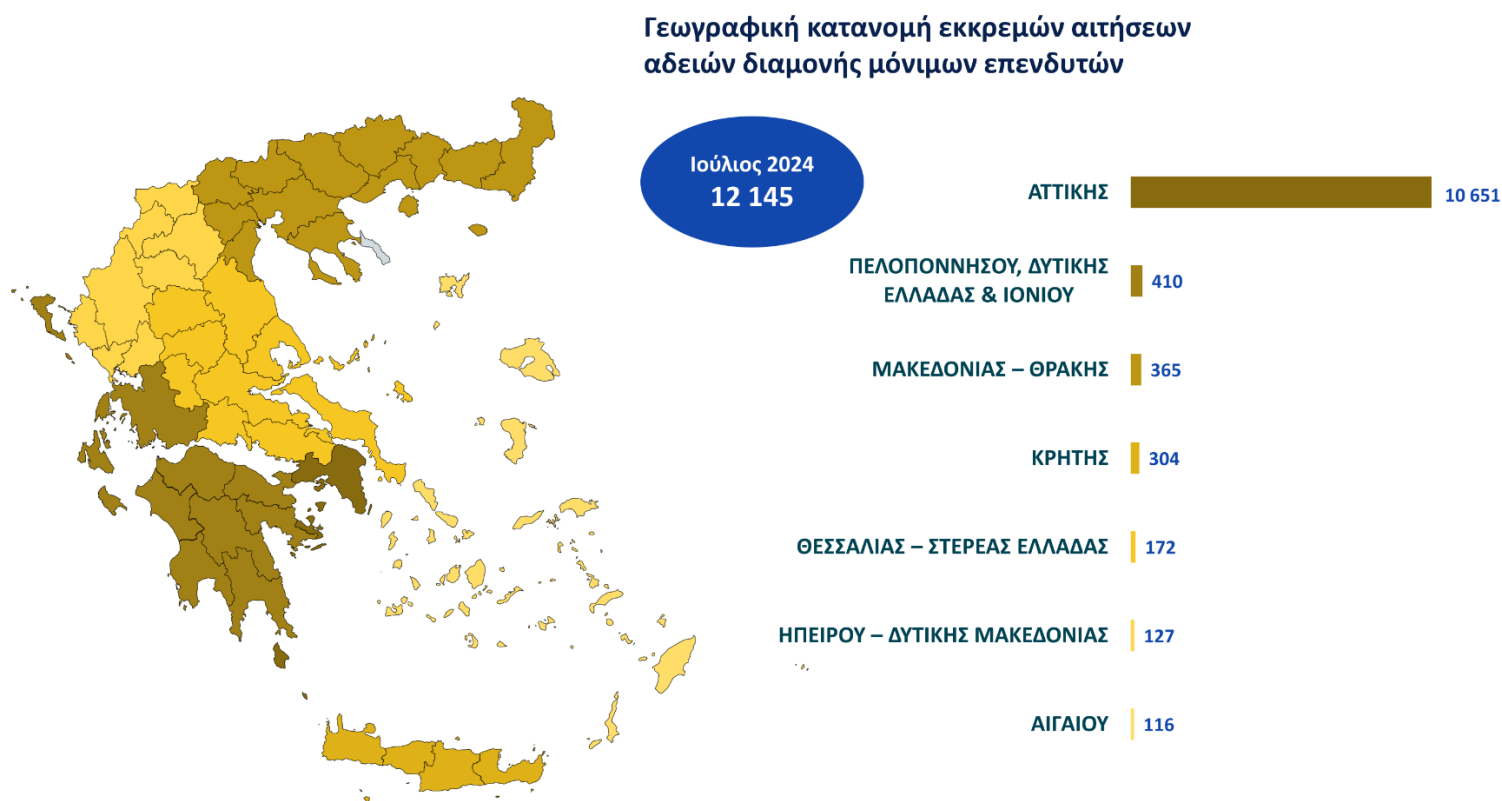 Γεωγραφική κατανομή εκκρεμών αιτήσεων
αδειών διαμονής μόνιμων επενδυτών
Ιούλιος 2024
12 145
ΑΤΤΙΚΗΣ 10 651
ΠΕΛΟΠΟΝΝΗΣΟΥ, ΔΥΤΙΚΗΣ
ΕΛΛΑΔΑΣ & ΙΟΝΙΟΥ 410
ΜΑΚΕΔΟΝΙΑΣ – ΘΡΑΚΗΣ 365
ΚΡΗΤΗΣ 304
ΘΕΣΣΑΛΙΑΣ – ΣΤΕΡΕΑΣ ΕΛΛΑΔΑΣ 172
ΗΠΕΙΡΟΥ – ΔΥΤΙΚΗΣ ΜΑΚΕΔΟΝΙΑΣ 127
ΑΙΓΑΙΟΥ 116